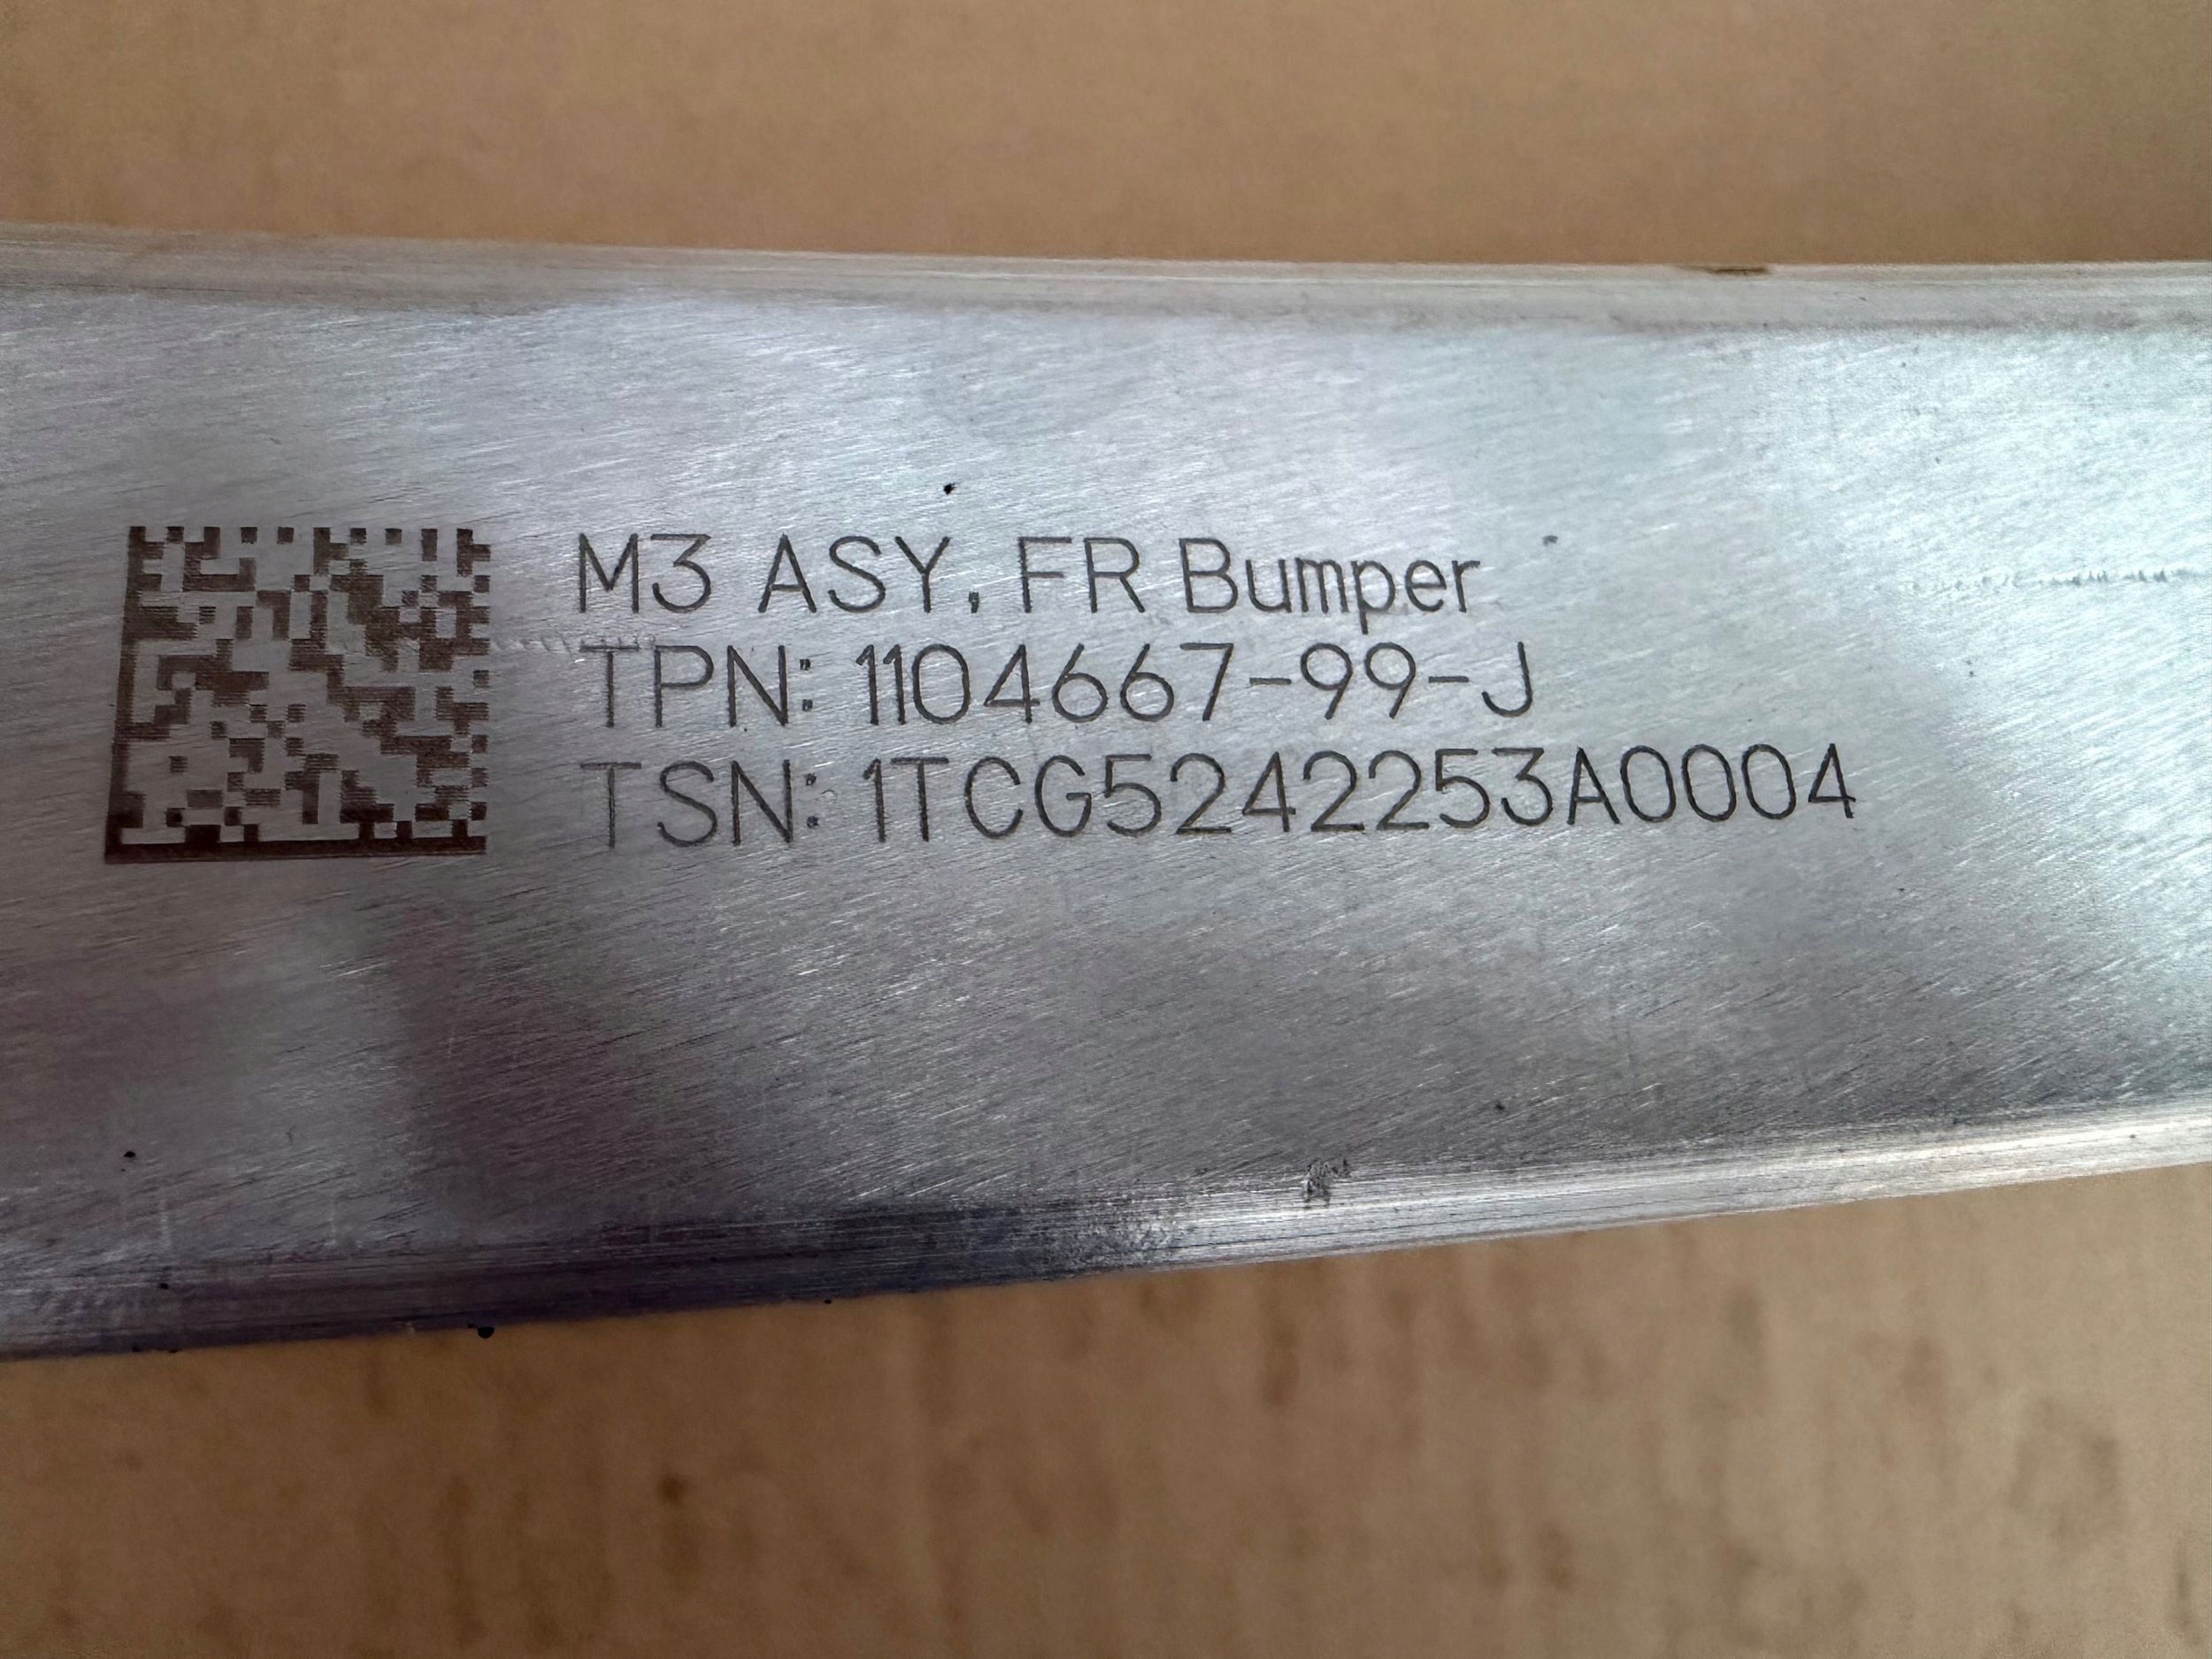 M3 ASY, FR Bumper
TPN: 1104667-99-J
TSN: 1TCG5242253A0004